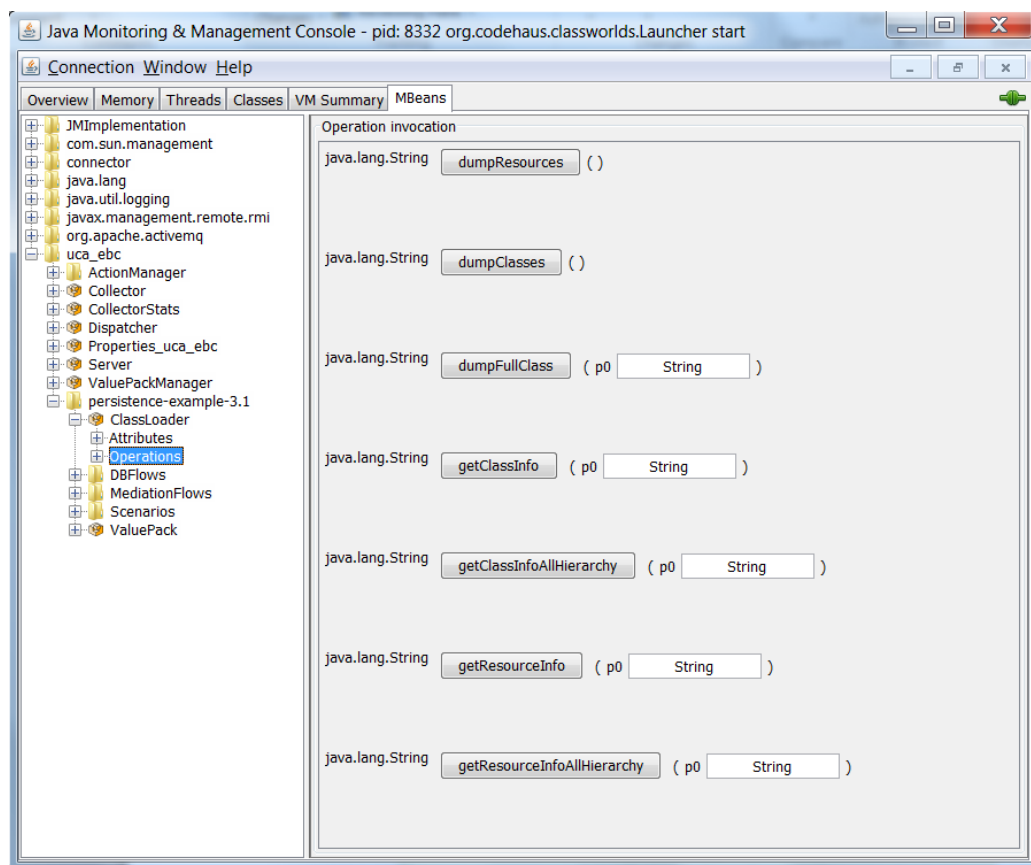 Java Monitoring & Management Console - pid: 8332 org.codehaus.classworlds.Launcher start
Connection Window Help
Overview Memory Threads Classes VM Summary MBeans
JMImplementation
com.sun.management
connector
java.lang
java.util.logging
javax.management.remote.rmi
org.apache.activemq
uca_ebc
ActionManager
Collector
CollectorStats
Dispatcher
Properties_uca_ebc
Server
ValuePackManager
persistence-example-3.1
ClassLoader
Attributes
Operations
DBFlows
MediationFlows
Scenarios
ValuePack
Operation invocation
java.lang.String dumpResources ( )
java.lang.String dumpClasses ( )
java.lang.String dumpFullClass ( p0 String )
java.lang.String getClassInfo ( p0 String )
java.lang.String getClassInfoAllHierarchy ( p0 String )
java.lang.String getResourceInfo ( p0 String )
java.lang.String getResourceInfoAllHierarchy ( p0 String )